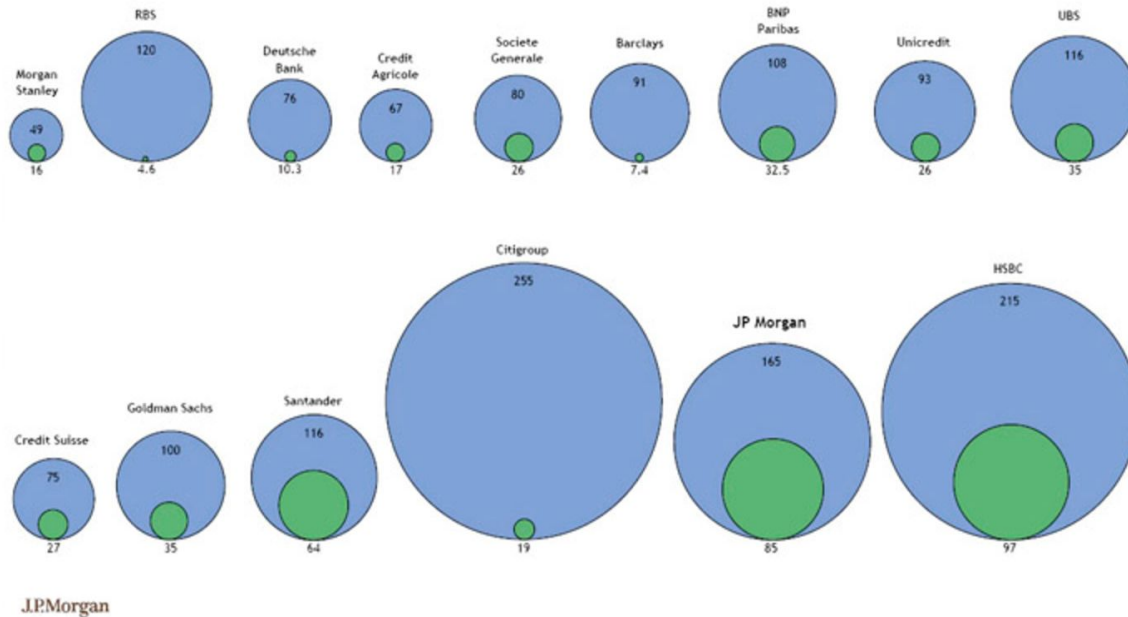 RBS
120
4.6
Morgan
Stanley
49
16
Deutsche
Bank
76
10.3
Credit
Agricole
67
17
Societe
Generale
80
26
Barclays
91
7.4
BNP
Paribas
108
32.5
Unicredit
93
26
UBS
116
35
Credit Suisse
75
27
Goldman Sachs
100
35
Santander
116
64
Citigroup
255
19
JP Morgan
165
85
HSBC
215
97
J.P.Morgan